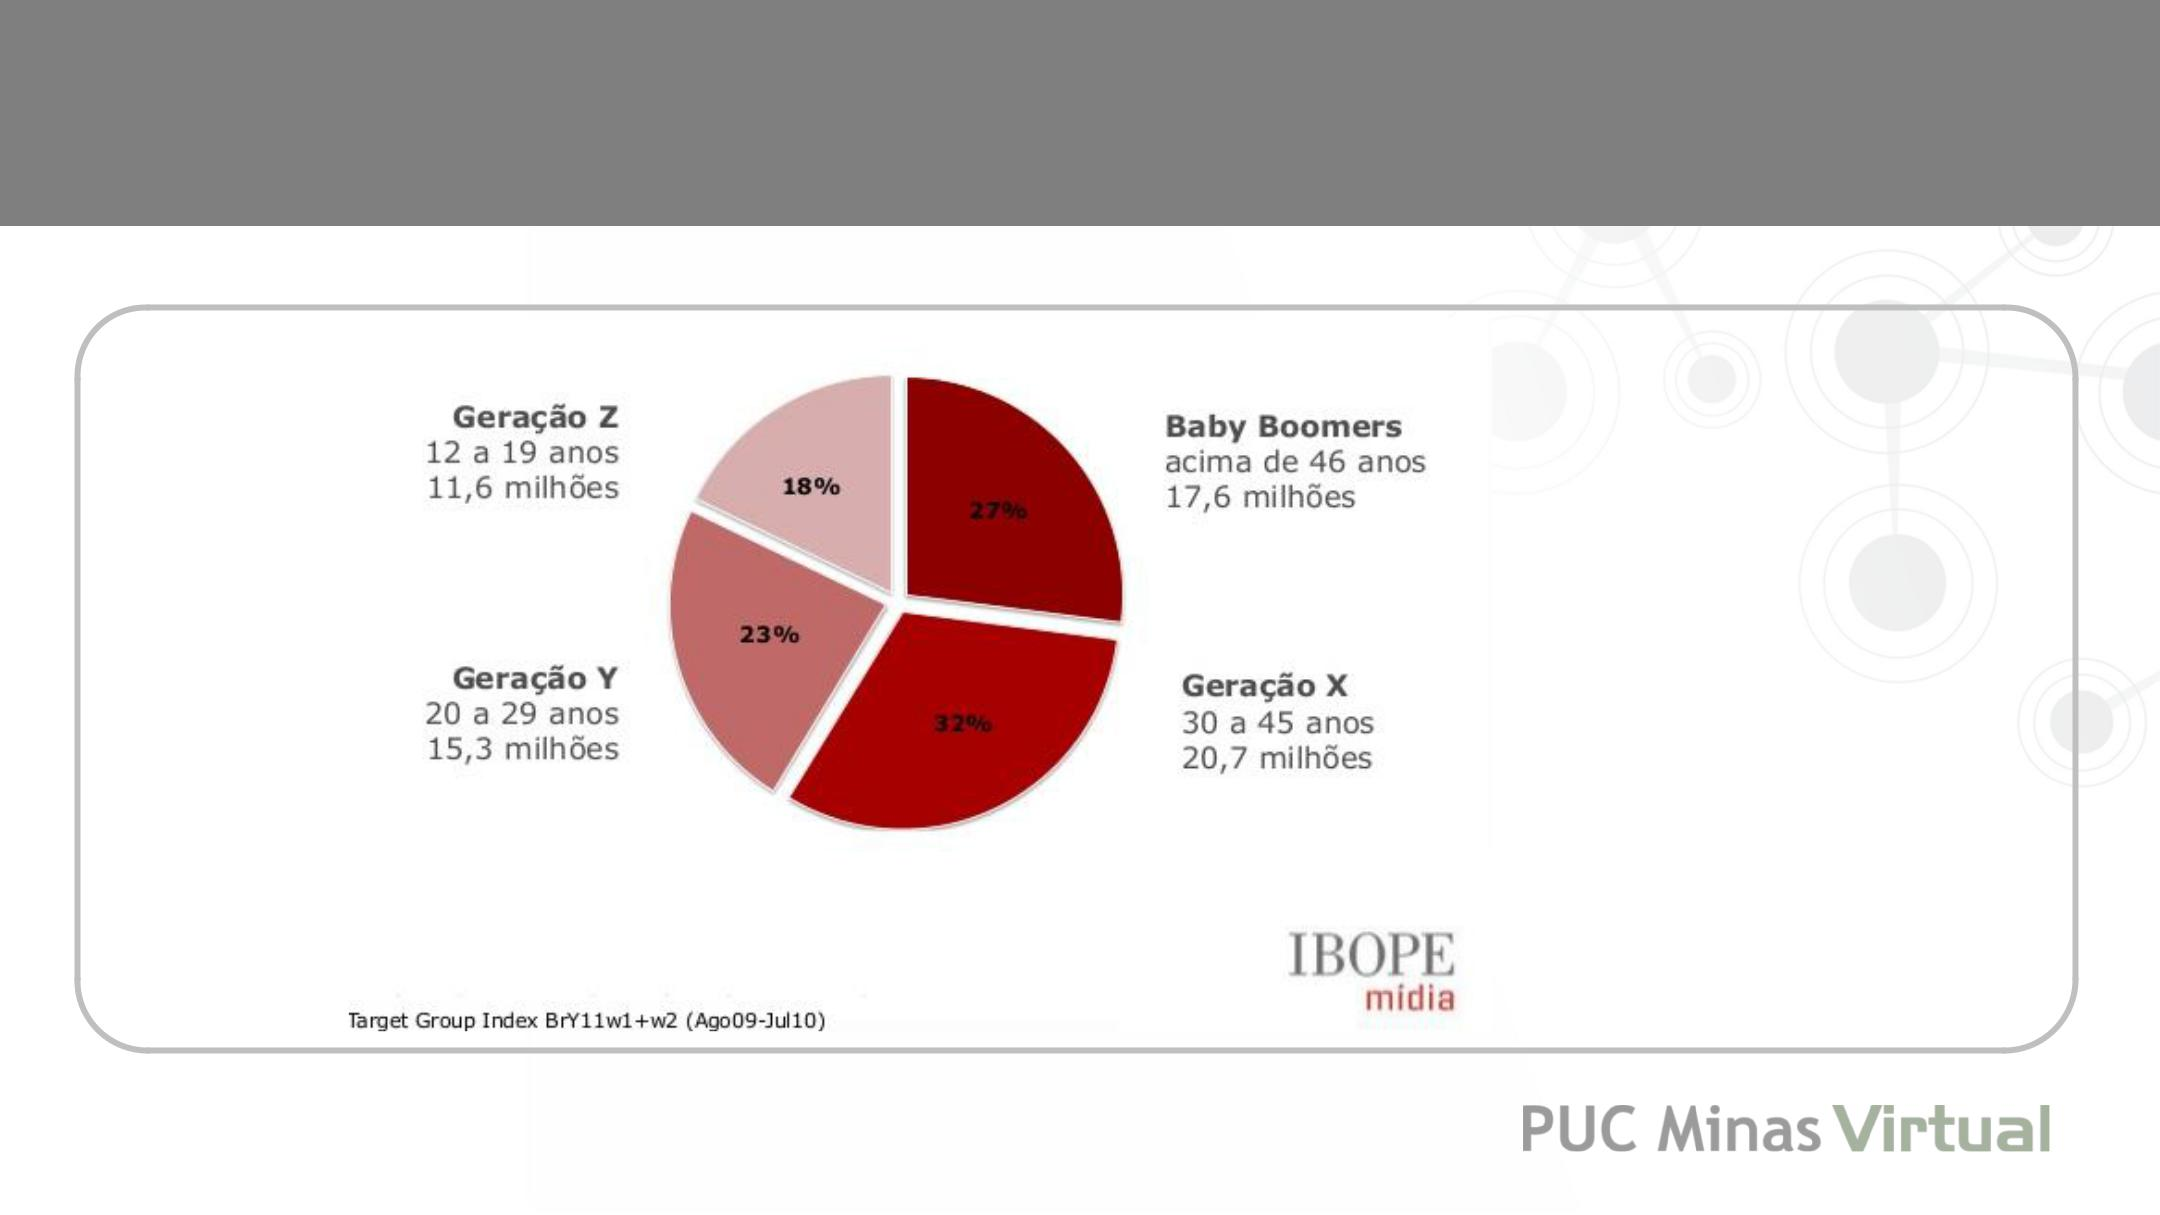 Geração Z
12 a 19 anos
11,6 milhões
18%
Baby Boomers
acima de 46 anos
17,6 milhões
27%
Geração Y
20 a 29 anos
15,3 milhões
23%
Geração X
30 a 45 anos
20,7 milhões
32%
IBOPE
mídia
Target Group Index BrY11w1+w2 (Ago09-Jul10)
PUC Minas Virtual